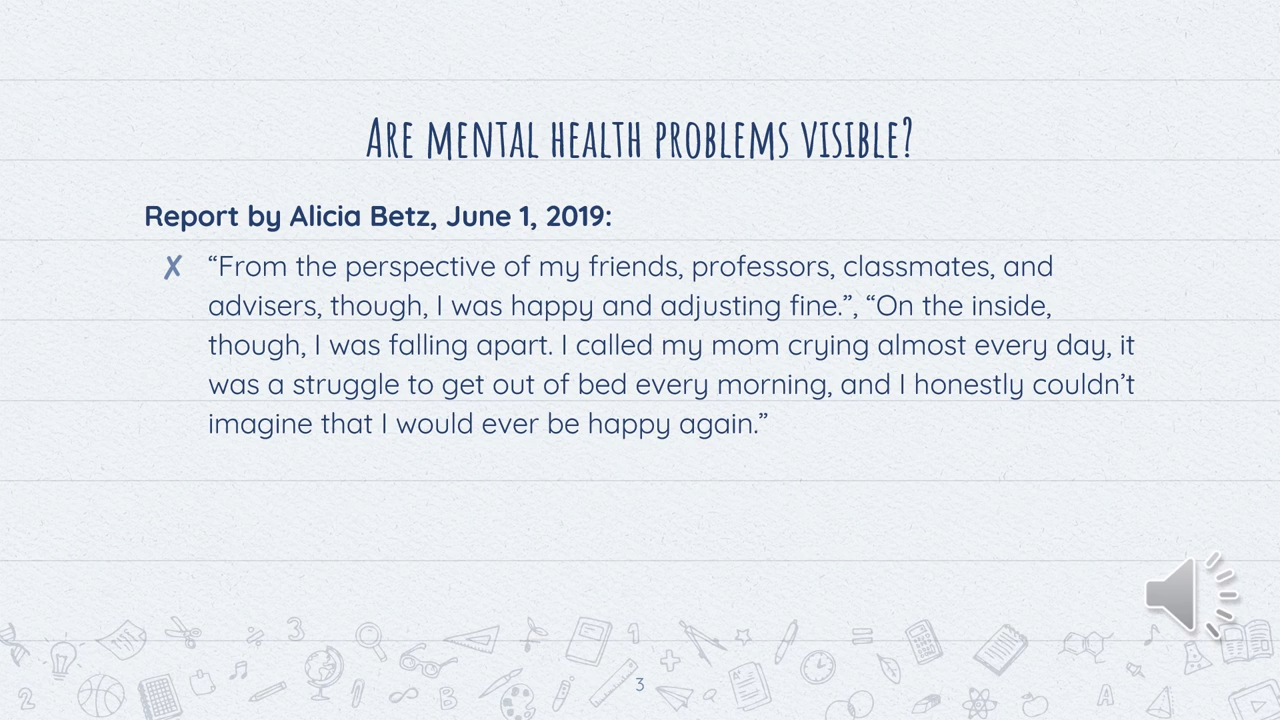 Are mental health problems visible?
Report by Alicia Betz, June 1, 2019:
✗ “From the perspective of my friends, professors, classmates, and
advisers, though, I was happy and adjusting fine.”, “On the inside,
though, I was falling apart. I called my mom crying almost every day, it
was a struggle to get out of bed every morning, and I honestly couldn’t
imagine that I would ever be happy again.”
3